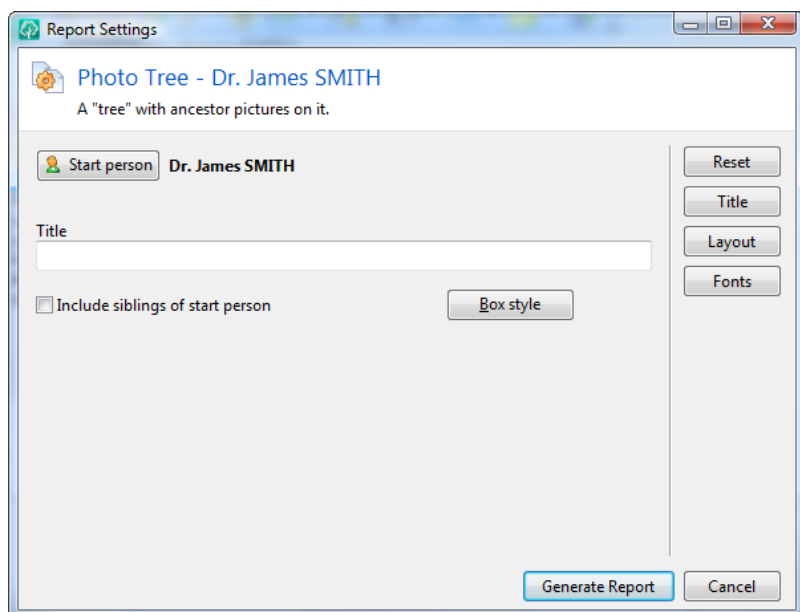 Report Settings
Photo Tree - Dr. James SMITH
A "tree" with ancestor pictures on it.
Start person Dr. James SMITH
Reset
Title
Layout
Fonts
Title
Include siblings of start person
Box style
Generate Report
Cancel